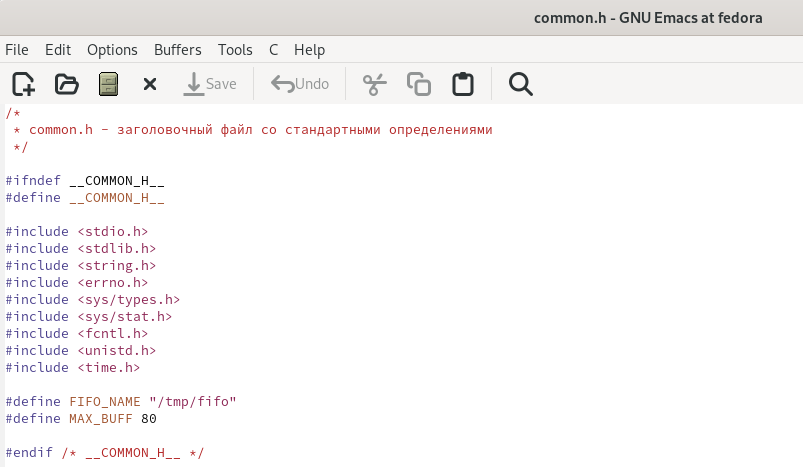 common.h - GNU Emacs at fedora
File Edit Options Buffers Tools C Help
Save Undo
/*
 * common.h - заголовочный файл со стандартными определениями
 */
#ifndef __COMMON_H__
#define __COMMON_H__
#include <stdio.h>
#include <stdlib.h>
#include <string.h>
#include <errno.h>
#include <sys/types.h>
#include <sys/stat.h>
#include <fcntl.h>
#include <unistd.h>
#include <time.h>
#define FIFO_NAME "/tmp/fifo"
#define MAX_BUFF 80
#endif /* __COMMON_H__ */